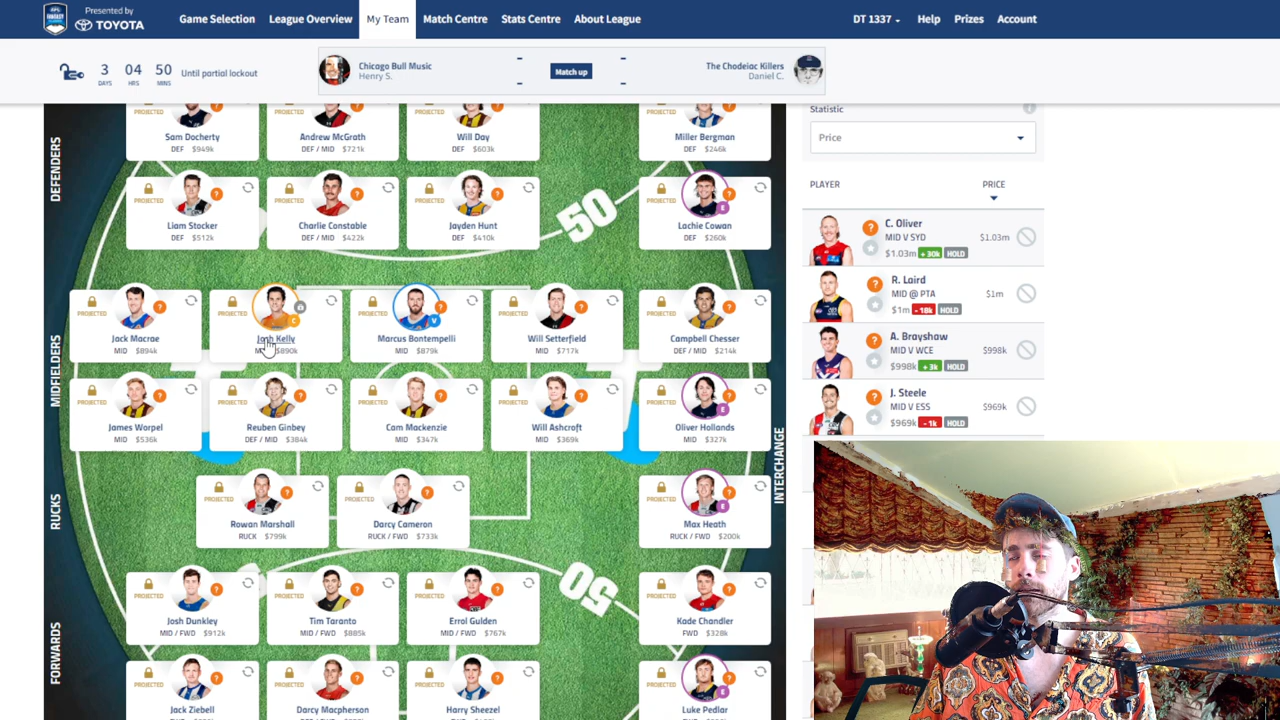 Presented by
TOYOTA
Game Selection
League Overview
My Team
Match Centre
Stats Centre
About League
DT 1337
Help
Prizes
Account
3
DAYS
04
HRS
50
MINS
Until partial lockout
Chicago Bull Music
Henry S.
-
-
Match up
-
-
The Chodeiac Killers
Daniel C.
DEFENDERS
PROJECTED
Sam Docherty
DEF $949k
PROJECTED
Andrew McGrath
DEF / MID $721k
PROJECTED
Will Day
DEF $603k
PROJECTED
Miller Bergman
DEF $246k
PROJECTED
Liam Stocker
DEF $512k
PROJECTED
Charlie Constable
DEF / MID $422k
PROJECTED
Jayden Hunt
DEF $410k
PROJECTED
E
Lachie Cowan
DEF $260k
50
MIDFIELDERS
PROJECTED
Jack Macrae
MID $894k
PROJECTED
C
Josh Kelly
$890k
PROJECTED
V
Marcus Bontempelli
MID $879k
PROJECTED
Will Setterfield
MID $717k
PROJECTED
Campbell Chesser
DEF / MID $214k
PROJECTED
James Worpel
MID $536k
PROJECTED
Reuben Ginbey
DEF / MID $384k
PROJECTED
Cam Mackenzie
MID $347k
PROJECTED
Will Ashcroft
MID $369k
PROJECTED
E
Oliver Hollands
MID $327k
INTERCHANGE
RUCKS
PROJECTED
Rowan Marshall
RUCK $799k
PROJECTED
Darcy Cameron
RUCK / FWD $733k
PROJECTED
E
Max Heath
RUCK / FWD $200k
50
FORWARDS
PROJECTED
Josh Dunkley
MID / FWD $912k
PROJECTED
Tim Taranto
MID / FWD $885k
PROJECTED
Errol Gulden
MID / FWD $767k
PROJECTED
Kade Chandler
FWD $328k
PROJECTED
Jack Ziebell
PROJECTED
Darcy Macpherson
PROJECTED
Harry Sheezel
PROJECTED
E
Luke Pedlar
Statistic
Price
PLAYER
PRICE
C. Oliver
MID V SYD
$1.03m
$1.03m + 30k HOLD
R. Laird
MID @ PTA
$1m
$1m - 18k HOLD
A. Brayshaw
MID V WCE
$998k
$998k + 3k HOLD
J. Steele
MID V ESS
$969k
$969k - 1k HOLD